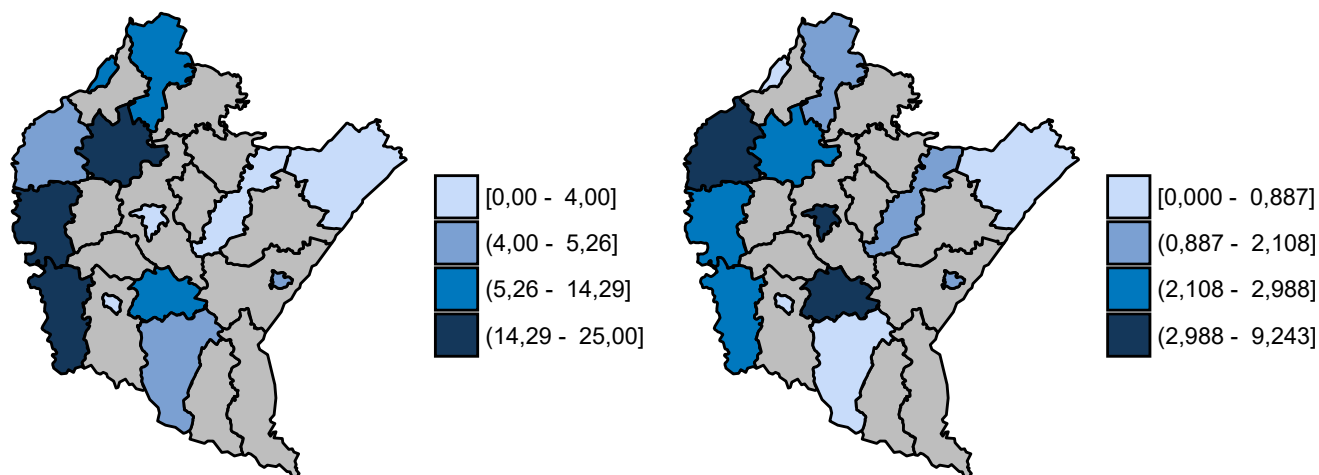 [0,00 - 4,00]
(4,00 - 5,26]
(5,26 - 14,29]
(14,29 - 25,00]
[0,000 - 0,887]
(0,887 - 2,108]
(2,108 - 2,988]
(2,988 - 9,243]